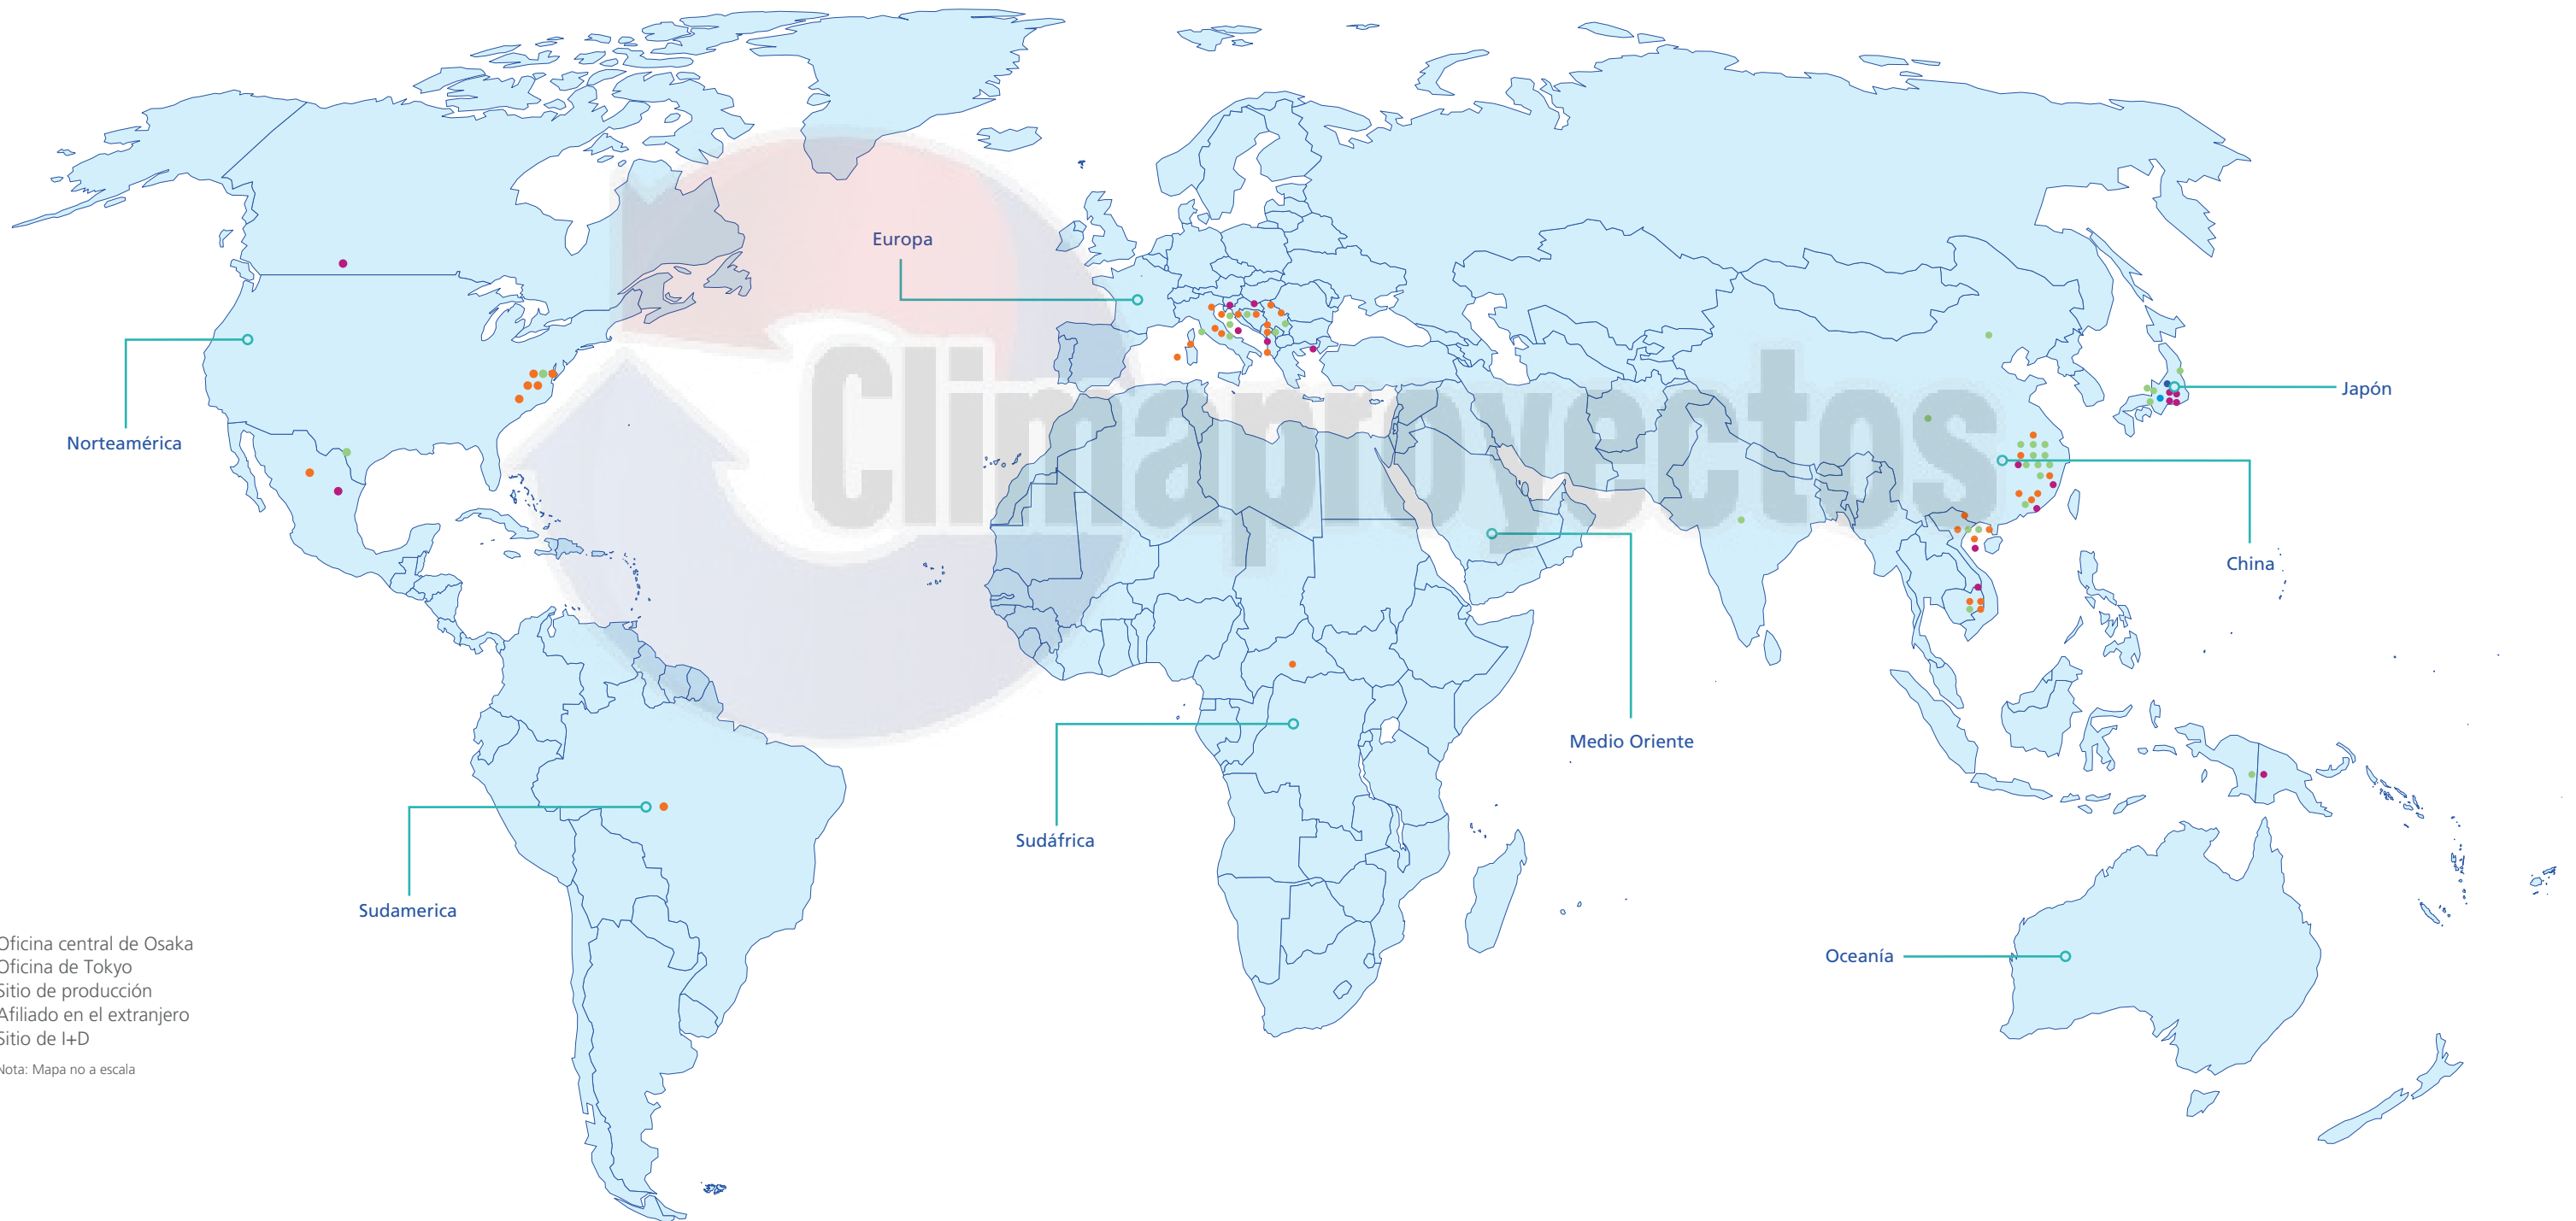 Europa
Japón
Norteamérica
China
Climaproyectos
Medio Oriente
Sudáfrica
Sudamerica
Oceanía
Oficina central de Osaka
Oficina de Tokyo
Sitio de producción
Afiliado en el extranjero
Sitio de I+D
Nota: Mapa no a escala